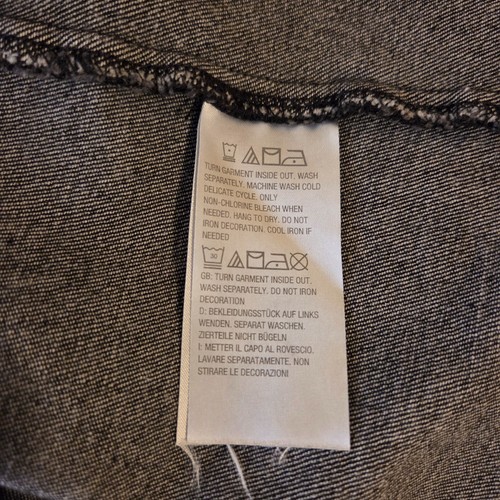 TURN GARMENT INSIDE OUT. WASH
SEPARATELY. MACHINE WASH COLD
DELICATE CYCLE. ONLY
NON-CHLORINE BLEACH WHEN
NEEDED. HANG TO DRY. DO NOT
IRON DECORATION. COOL IRON IF
NEEDED
30
GB: TURN GARMENT INSIDE OUT.
WASH SEPARATELY. DO NOT IRON
DECORATION
D: BEKLEIDUNGSSTÜCK AUF LINKS
WENDEN. SEPARAT WASCHEN.
ZIERTEILE NICHT BÜGELN
I: METTER IL CAPO AL ROVESCIO.
LAVARE SEPARATAMENTE. NON
STIRARE LE DECORAZIONI